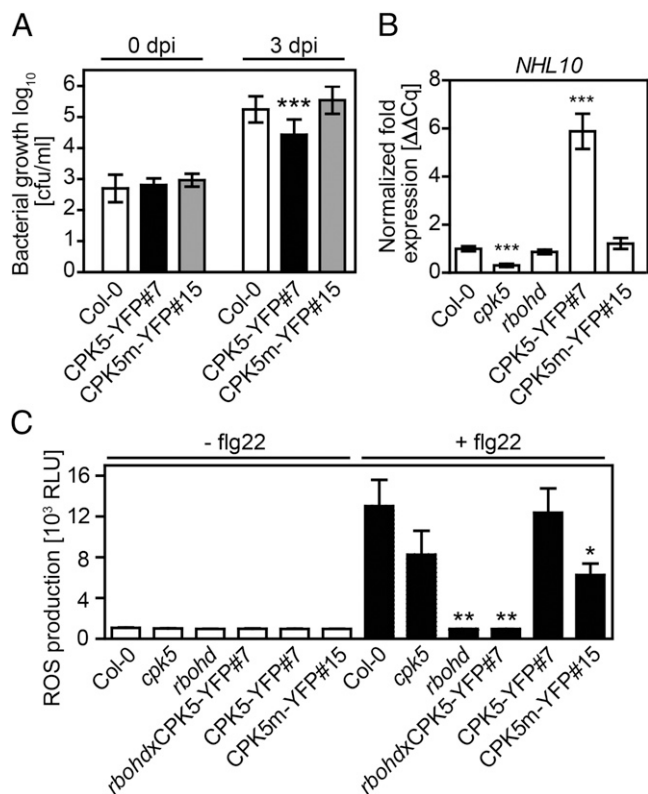 A
0 dpi
3 dpi
Bacterial growth log10
[cfu/ml]
6
5
4
3
2
1
0
***
Col-0
CPK5-YFP#7
CPK5m-YFP#15
Col-0
CPK5-YFP#7
CPK5m-YFP#15
B
NHL10
Normalized fold
expression [ΔΔCq]
8
6
4
2
0
***
***
Col-0
cpk5
rbohd
CPK5-YFP#7
CPK5m-YFP#15
C
- flg22
+ flg22
ROS production [10³ RLU]
16
12
8
4
0
**
**
*
Col-0
cpk5
rbohd
rbohdxCPK5-YFP#7
CPK5-YFP#7
CPK5m-YFP#15
Col-0
cpk5
rbohd
rbohdxCPK5-YFP#7
CPK5-YFP#7
CPK5m-YFP#15